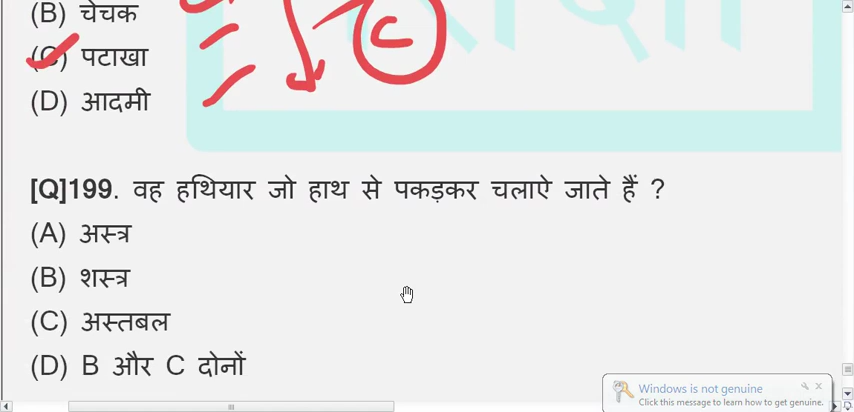 (B) चेचक
(C) पटाखा
C
(D) आदमी
[Q]199. वह हथियार जो हाथ से पकड़कर चलाऐ जाते हैं ?
(A) अस्त्र
(B) शस्त्र
(C) अस्तबल
(D) B और C दोनों
Windows is not genuine
Click this message to learn how to get genuine.